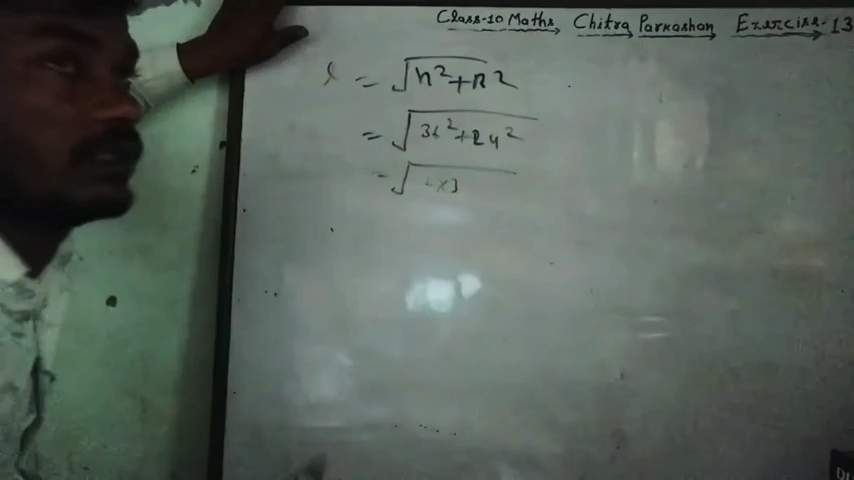 Class-10 Maths, Chitra Parkashan Exercise-13
l = √h²+r²
= √36²+24²
= √